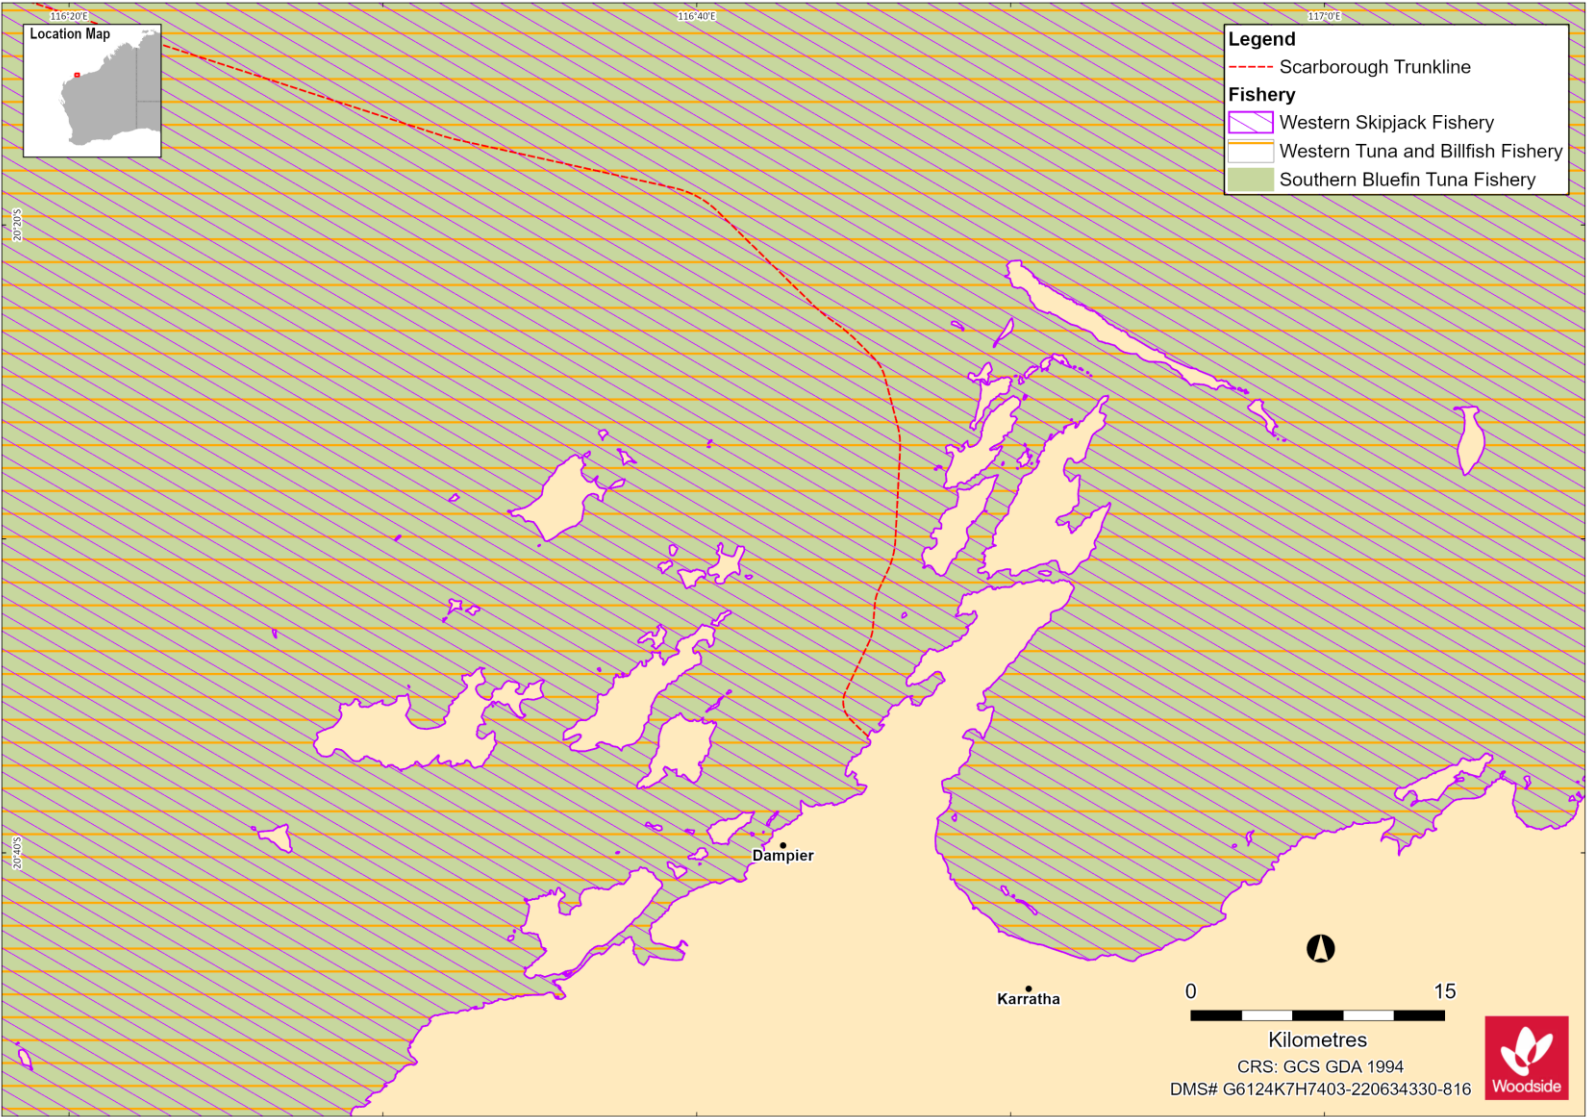 116°20'E
116°40'E
117°0'E
Location Map
Legend
Scarborough Trunkline
Fishery
Western Skipjack Fishery
Western Tuna and Billfish Fishery
Southern Bluefin Tuna Fishery
20°20'S
20°40'S
Dampier
Karratha
0 15
Kilometres
CRS: GCS GDA 1994
DMS# G6124K7H7403-220634330-816
Woodside